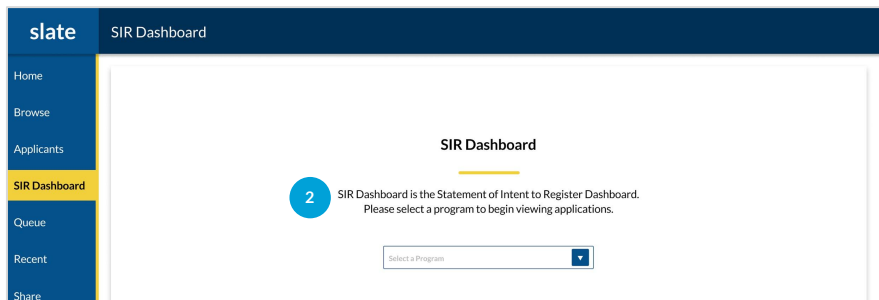 slate
SIR Dashboard
Home
Browse
Applicants
SIR Dashboard
Queue
Recent
Share
SIR Dashboard
2
SIR Dashboard is the Statement of Intent to Register Dashboard.
Please select a program to begin viewing applications.
Select a Program